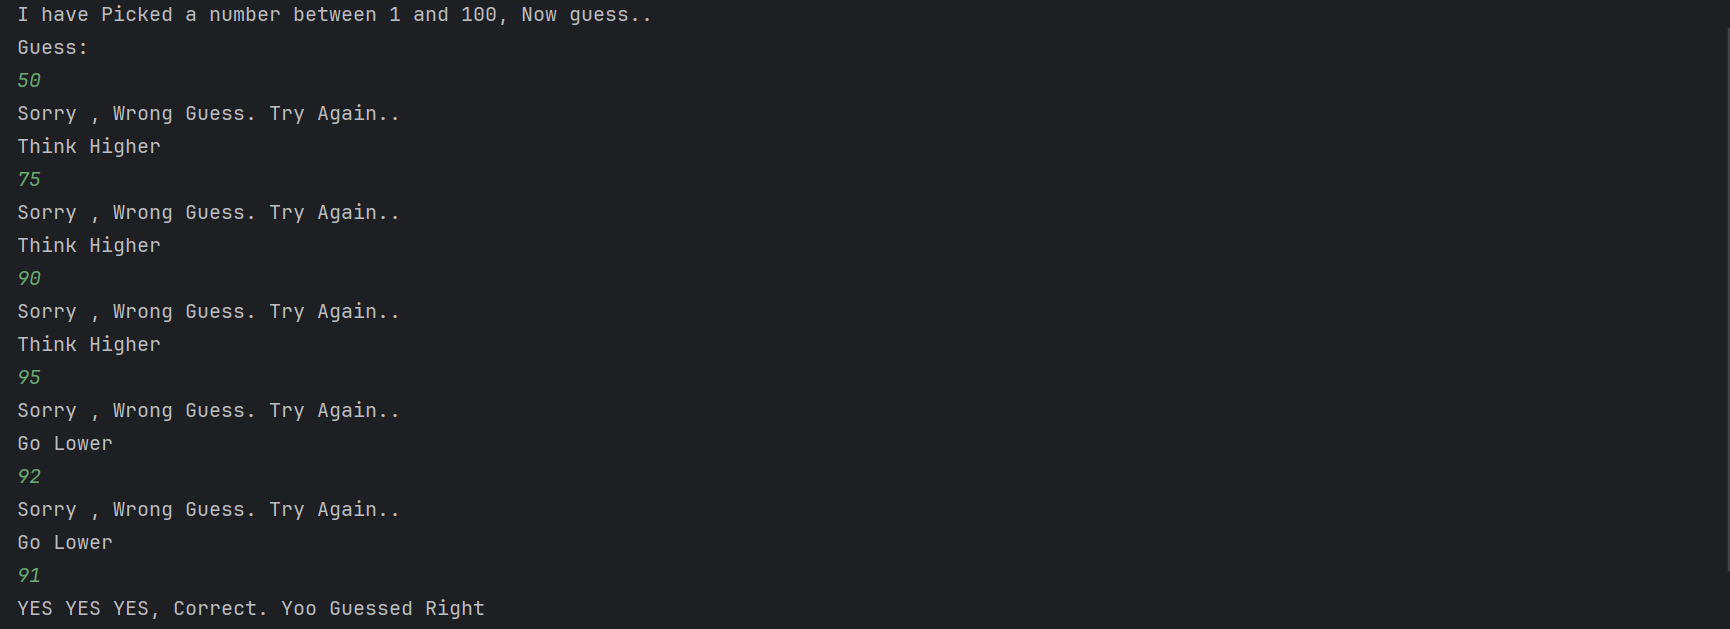 I have Picked a number between 1 and 100, Now guess..
Guess:
50
Sorry , Wrong Guess. Try Again..
Think Higher
75
Sorry , Wrong Guess. Try Again..
Think Higher
90
Sorry , Wrong Guess. Try Again..
Think Higher
95
Sorry , Wrong Guess. Try Again..
Go Lower
92
Sorry , Wrong Guess. Try Again..
Go Lower
91
YES YES YES, Correct. Yoo Guessed Right